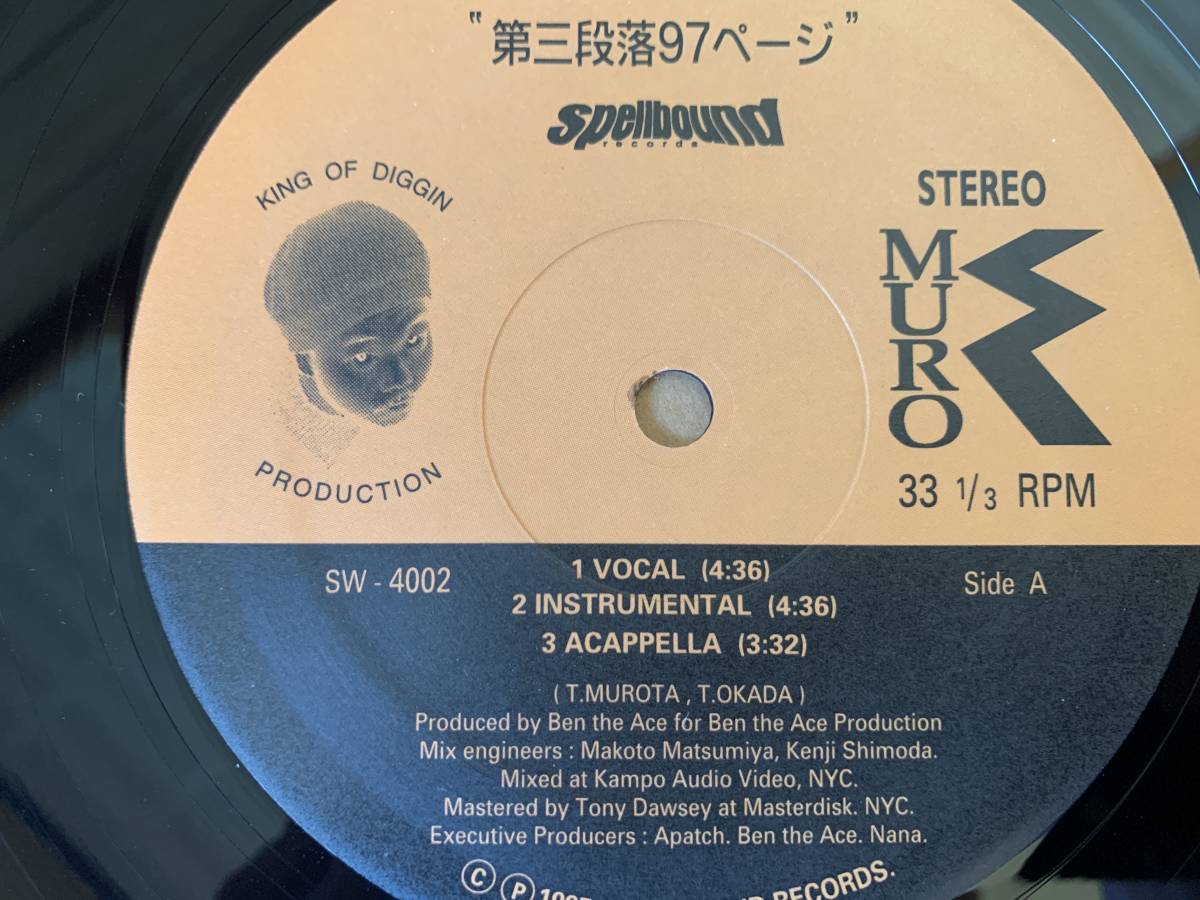 "第三段落97ページ"
spellbound
records
KING OF DIGGIN
PRODUCTION
STEREO
MURO
33 1/3 RPM
SW - 4002
1 VOCAL (4:36)
2 INSTRUMENTAL (4:36)
3 ACAPPELLA (3:32)
Side A
( T.MUROTA , T.OKADA )
Produced by Ben the Ace for Ben the Ace Production
Mix engineers : Makoto Matsumiya, Kenji Shimoda.
Mixed at Kampo Audio Video, NYC.
Mastered by Tony Dawsey at Masterdisk. NYC.
Executive Producers : Apatch. Ben the Ace. Nana.
Ⓒ Ⓟ RECORDS.